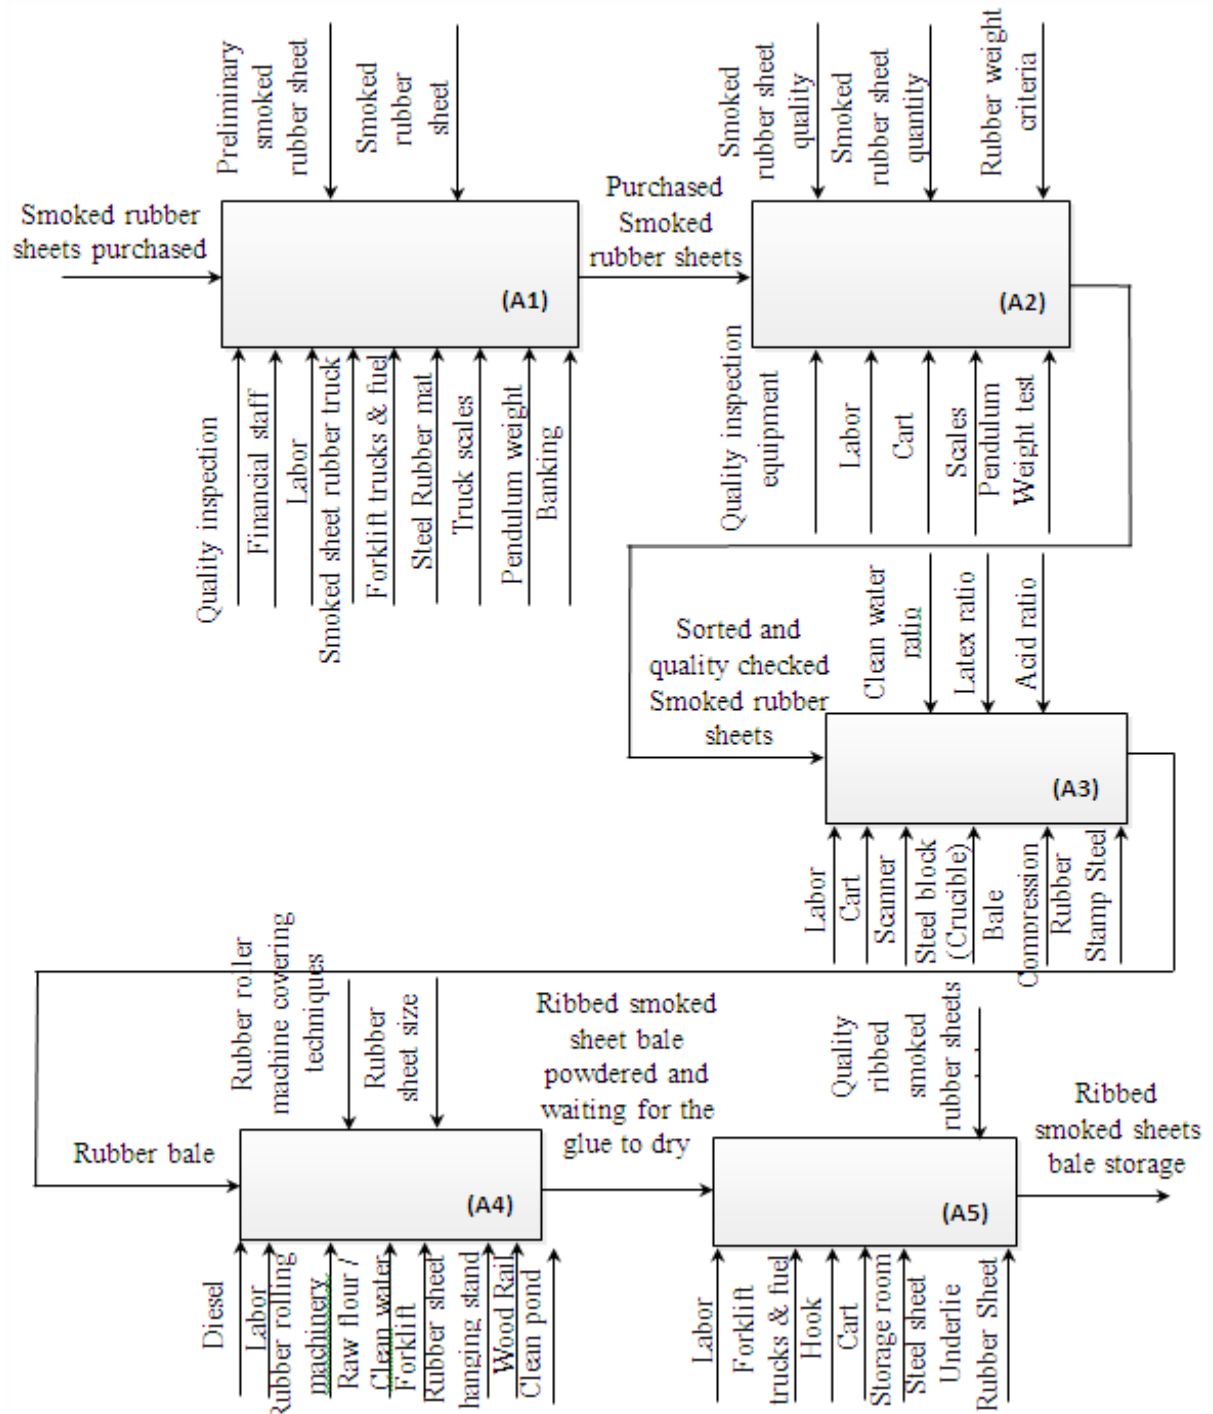 Preliminary
smoked
rubber sheet
Smoked
rubber
sheet
Smoked
rubber sheet
quality
Smoked
rubber sheet
quantity
Rubber weight
criteria
Smoked rubber
sheets purchased
(A1)
Purchased
Smoked
rubber sheets
(A2)
Quality inspection
Financial staff
Labor
Smoked sheet rubber truck
Forklift trucks & fuel
Steel Rubber mat
Truck scales
Pendulum weight
Banking
Quality inspection
equipment
Labor
Cart
Scales
Pendulum
Weight test
Sorted and
quality checked
Smoked rubber
sheets
Clean water
ratio
Latex ratio
Acid ratio
(A3)
Labor
Cart
Scanner
Steel block
(Crucible)
Bale
Compression
Rubber
Stamp Steel
Rubber roller
machine covering
techniques
Rubber
sheet size
Rubber bale
(A4)
Ribbed smoked
sheet bale
powdered and
waiting for the
glue to dry
Quality
ribbed
smoked
rubber sheets
(A5)
Ribbed
smoked sheets
bale storage
Diesel
Labor
Rubber rolling
machinery
Raw flour /
Clean water
Forklift
Rubber sheet
hanging stand
Wood Rail
Clean pond
Labor
Forklift
trucks & fuel
Hook
Cart
Storage room
Steel sheet
Underlie
Rubber Sheet